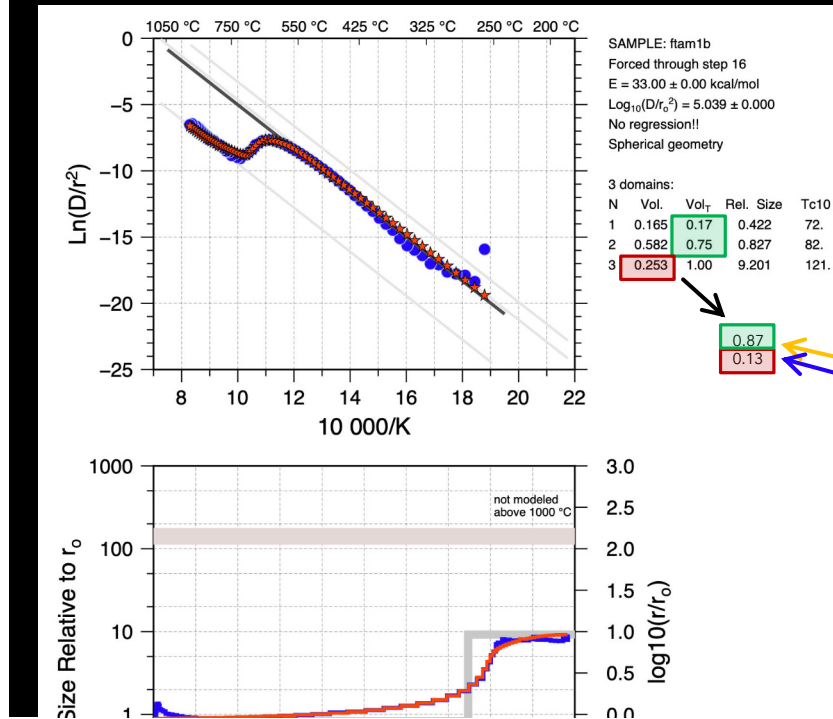 1050 °C 750 °C 550 °C 425 °C 325 °C 250 °C 200 °C
0
−5
−10
−15
−20
−25
Ln(D/r²)
8 10 12 14 16 18 20 22
10 000/K
SAMPLE: ftam1b
Forced through step 16
E = 33.00 ± 0.00 kcal/mol
Log₁₀(D/rₒ²) = 5.039 ± 0.000
No regression!!
Spherical geometry
3 domains:
N Vol. Vol_T Rel. Size Tc10
1 0.165 0.17 0.422 72.
2 0.582 0.75 0.827 82.
3 0.253 1.00 9.201 121.
0.87
0.13
1000
100
10
1
Size Relative to rₒ
not modeled
above 1000 °C
3.0
2.5
2.0
1.5
1.0
0.5
0.0
log10(r/rₒ)